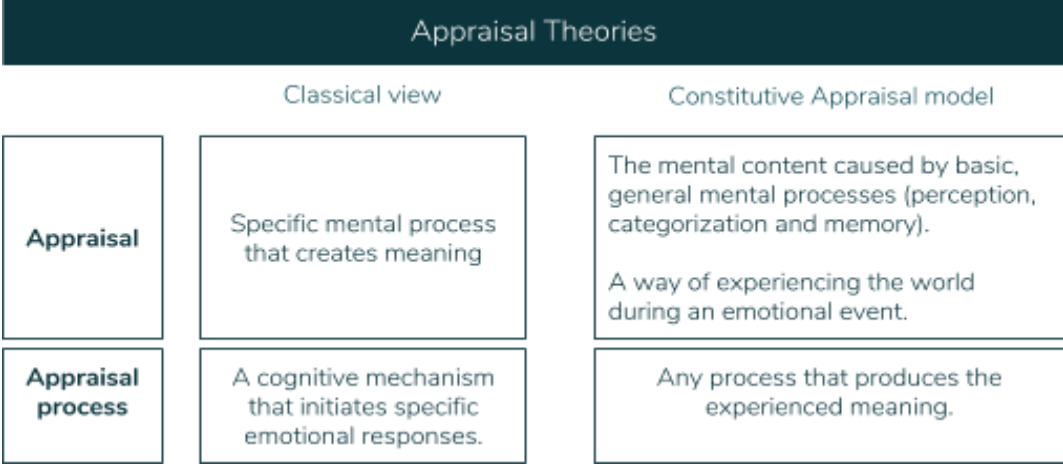 Appraisal Theories
Classical view
Constitutive Appraisal model
Appraisal
Specific mental process
that creates meaning
The mental content caused by basic,
general mental processes (perception,
categorization and memory).
A way of experiencing the world
during an emotional event.
Appraisal
process
A cognitive mechanism
that initiates specific
emotional responses.
Any process that produces the
experienced meaning.